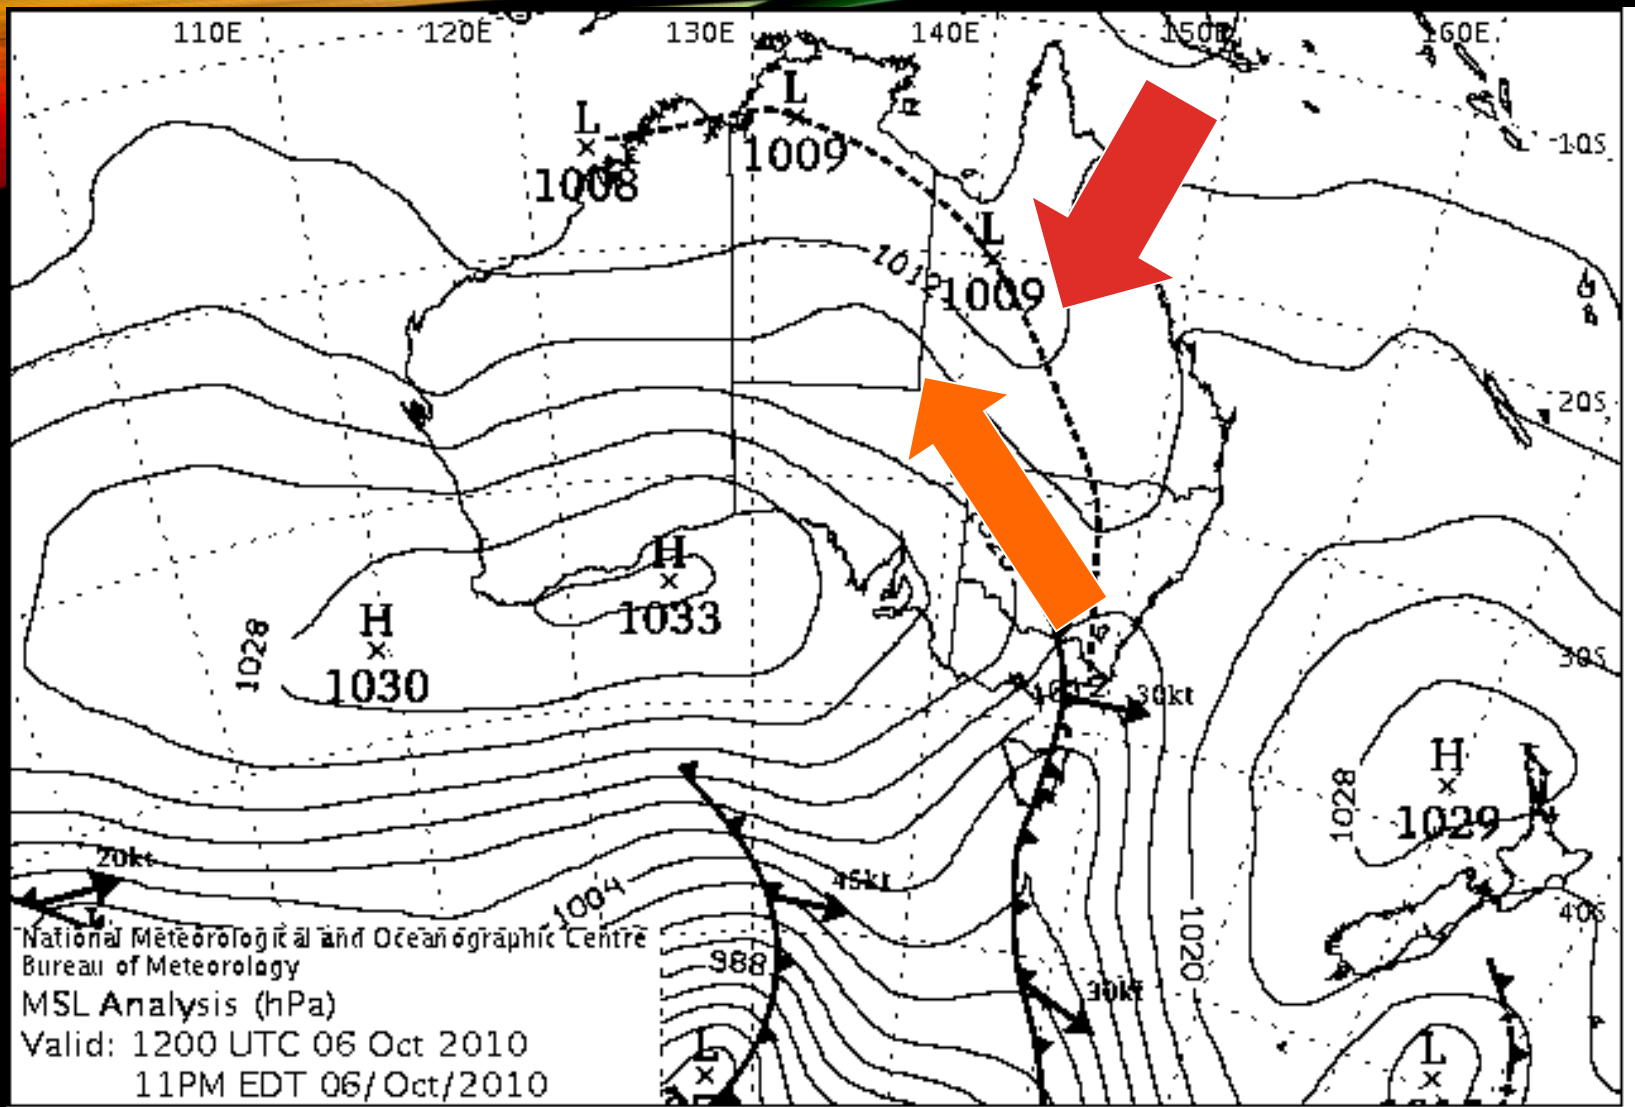 110E 120E 130E 140E 150E 160E
L
L
10S
1009
1008
L
1012
1009
20S
H
1033
H
1028
1030
30S
30kt
H
1028
1029
20kt
45kt
1004
40S
1020
L
National Meteorological and Oceanographic Centre
988
Bureau of Meteorology
30kt
MSL Analysis (hPa)
Valid: 1200 UTC 06 Oct 2010
L
L
11PM EDT 06/Oct/2010